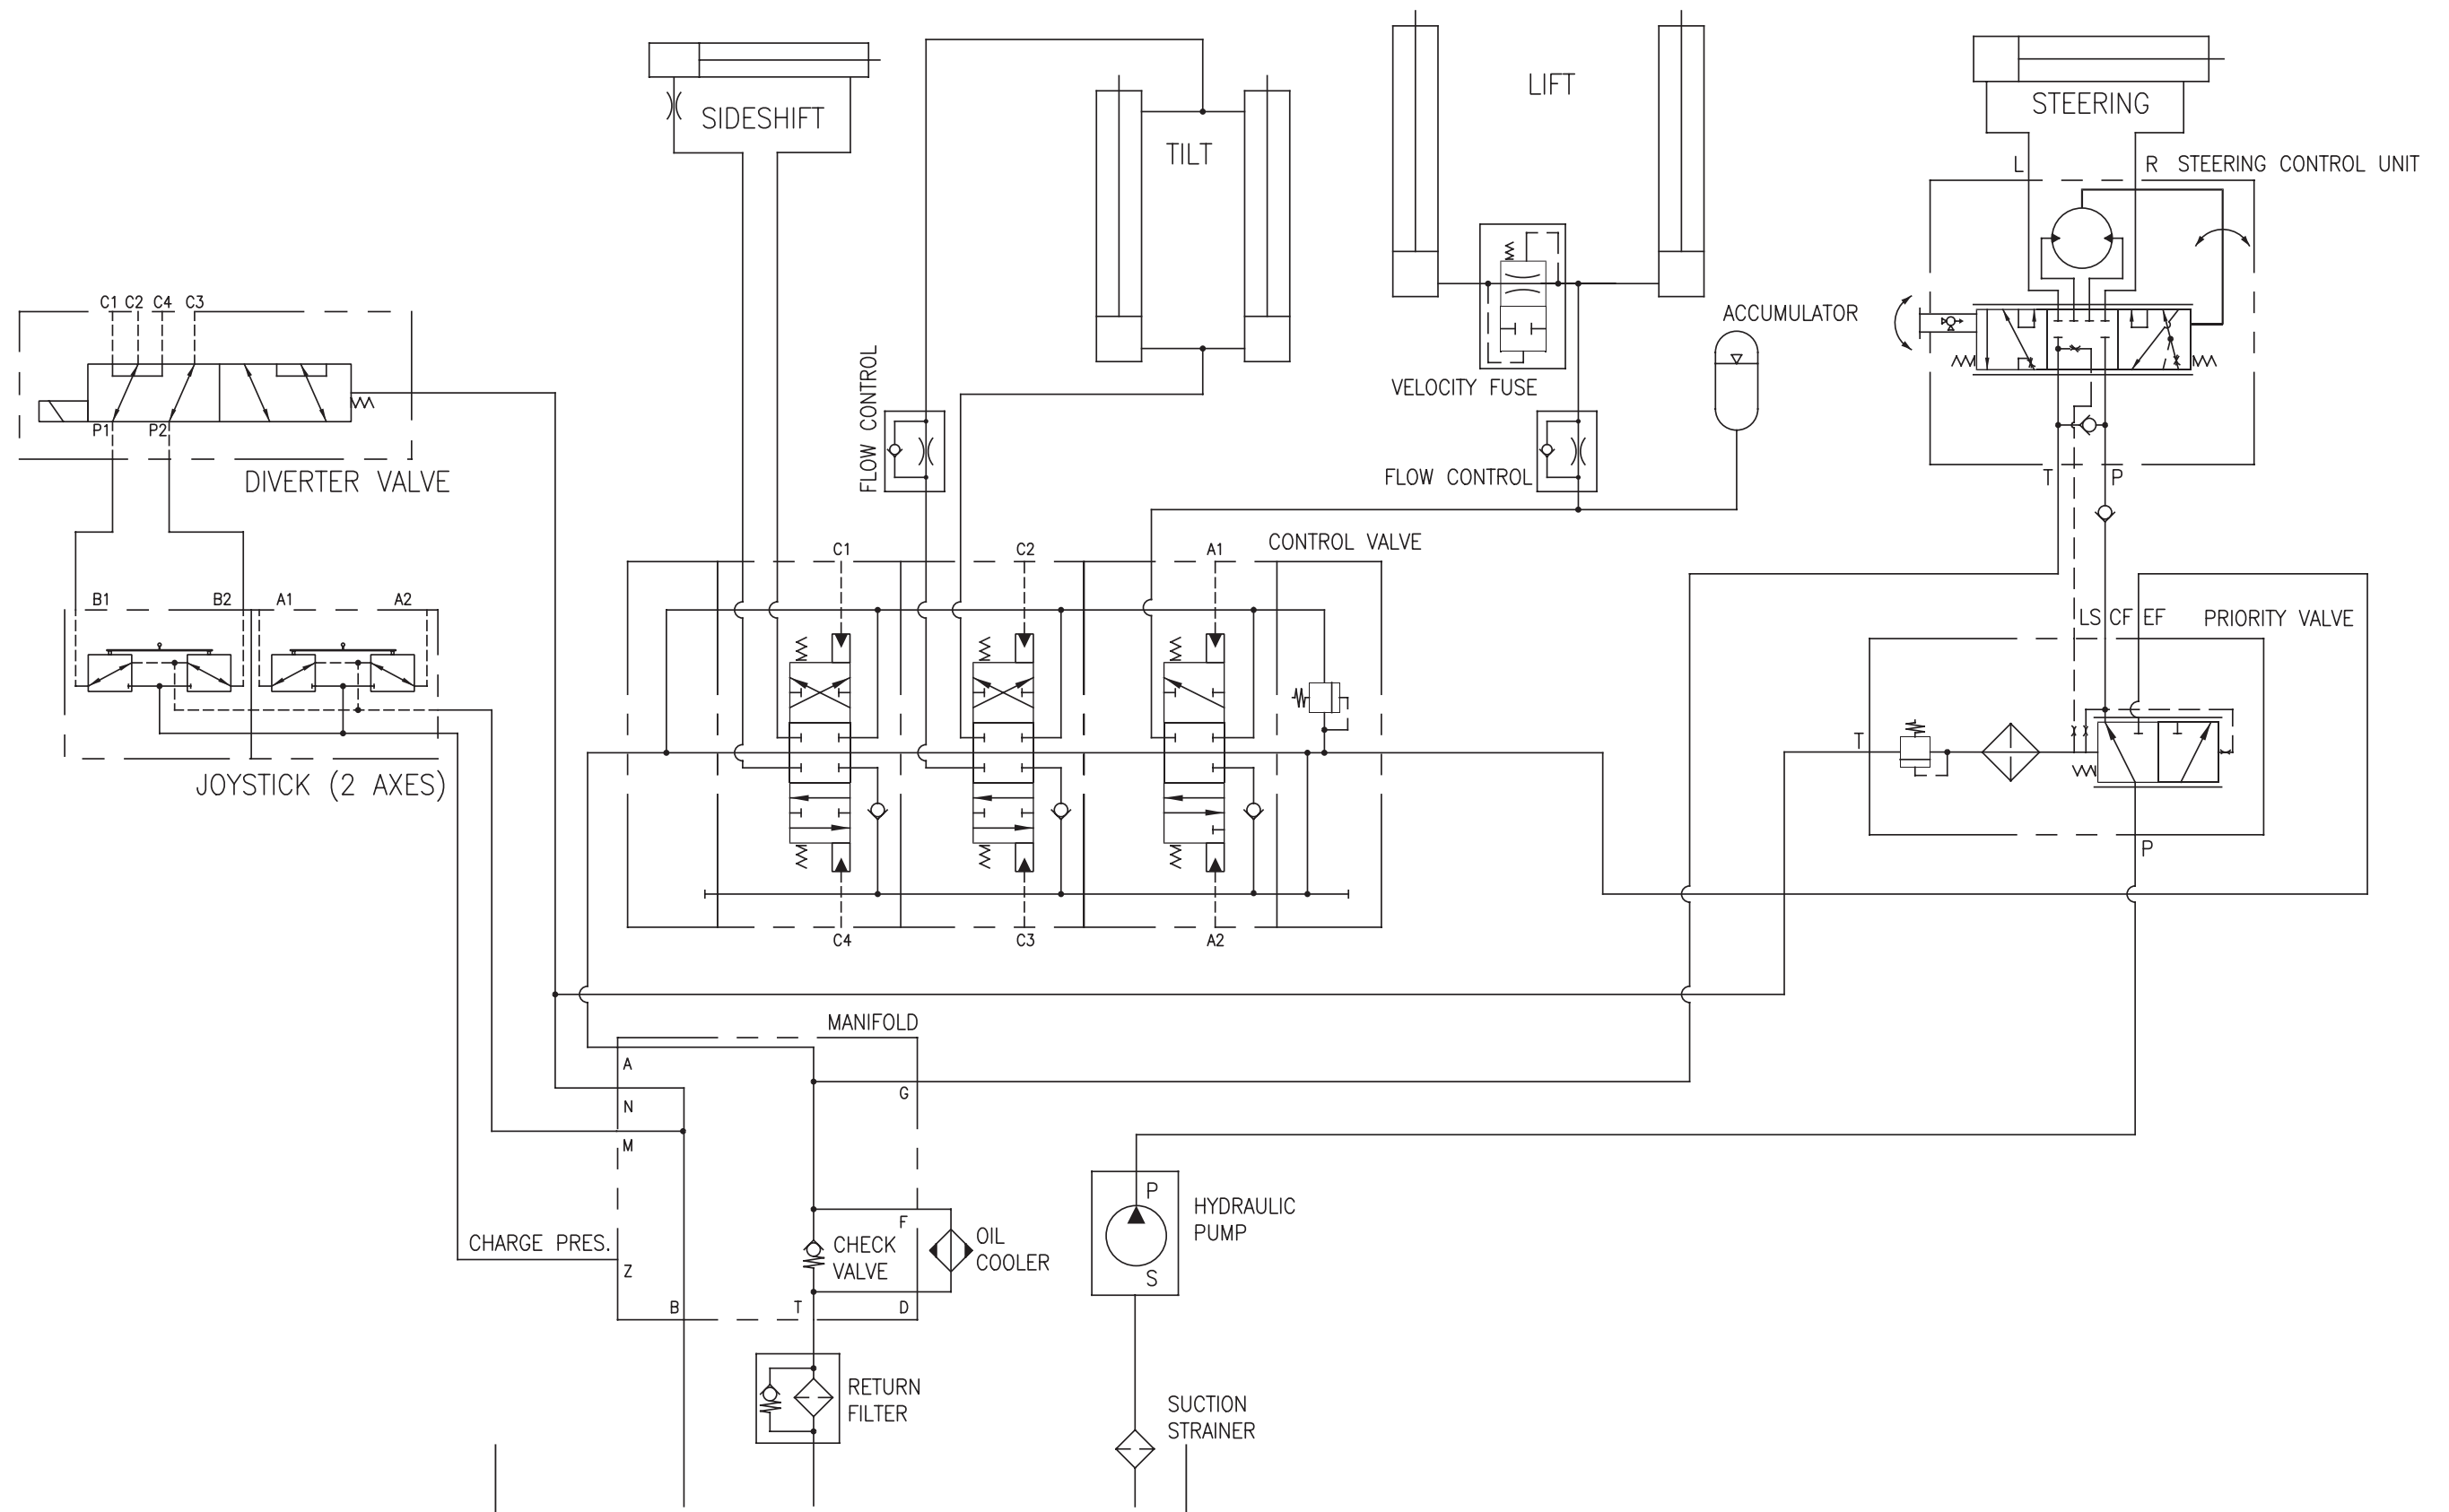 SIDESHIFT
TILT
LIFT
STEERING
L
R STEERING CONTROL UNIT
C1 C2 C4 C3
P1 P2
DIVERTER VALVE
FLOW CONTROL
VELOCITY FUSE
ACCUMULATOR
FLOW CONTROL
T P
C1 C2 A1 CONTROL VALVE
B1 B2 A1 A2
JOYSTICK (2 AXES)
LS CF EF PRIORITY VALVE
T
P
C4 C3 A2
MANIFOLD
A
G
N
M
CHARGE PRES.
Z
F
CHECK
VALVE
OIL
COOLER
B T D
P
S
HYDRAULIC
PUMP
RETURN
FILTER
SUCTION
STRAINER